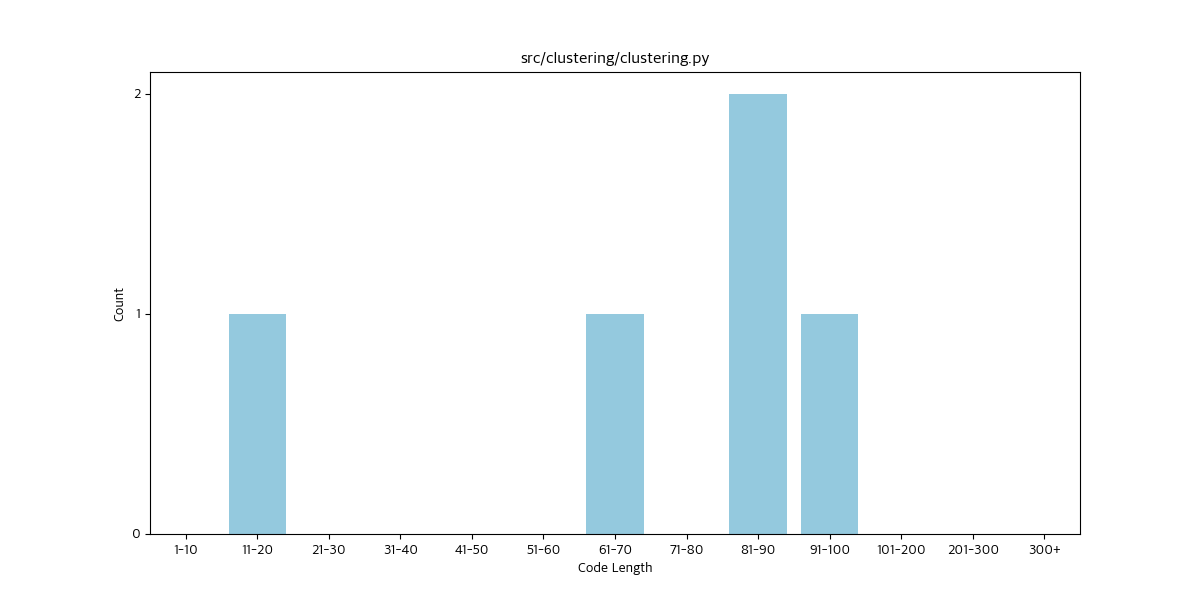 src/clustering/clustering.py
2
1
0
Count
1-10 11-20 21-30 31-40 41-50 51-60 61-70 71-80 81-90 91-100 101-200 201-300 300+
Code Length